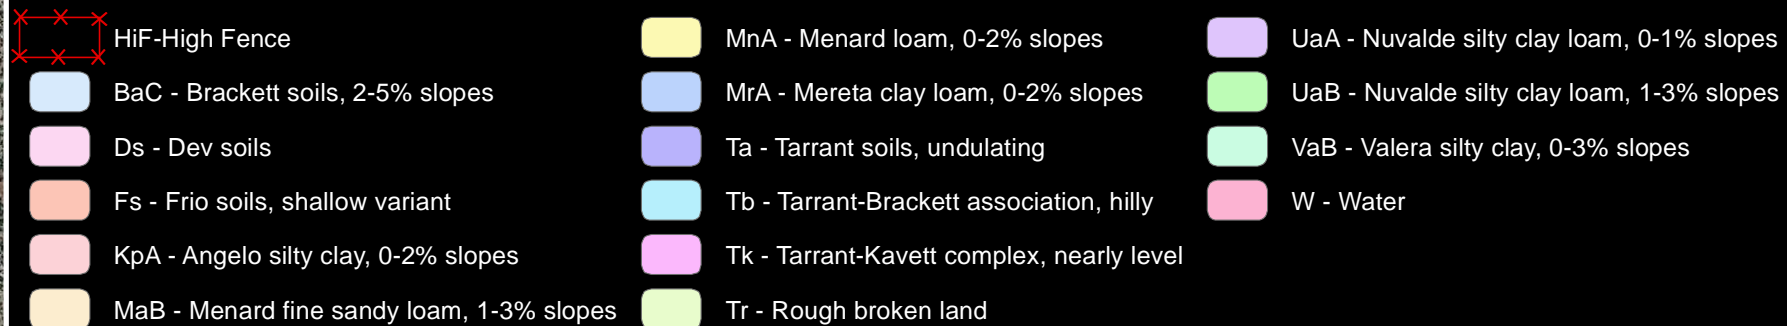 HiF-High Fence
BaC - Brackett soils, 2-5% slopes
Ds - Dev soils
Fs - Frio soils, shallow variant
KpA - Angelo silty clay, 0-2% slopes
MaB - Menard fine sandy loam, 1-3% slopes
MnA - Menard loam, 0-2% slopes
MrA - Mereta clay loam, 0-2% slopes
Ta - Tarrant soils, undulating
Tb - Tarrant-Brackett association, hilly
Tk - Tarrant-Kavett complex, nearly level
Tr - Rough broken land
UaA - Nuvalde silty clay loam, 0-1% slopes
UaB - Nuvalde silty clay loam, 1-3% slopes
VaB - Valera silty clay, 0-3% slopes
W - Water